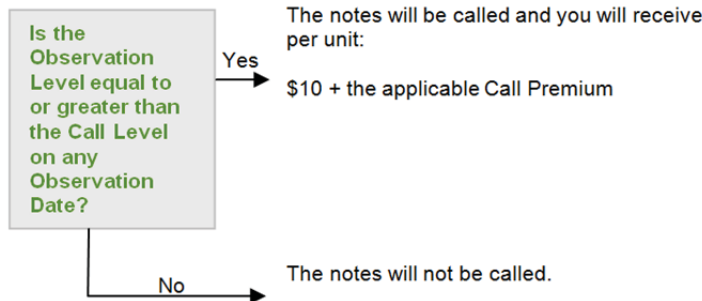 Is the
Observation
Level equal to
or greater than
the Call Level
on any
Observation
Date?
Yes
The notes will be called and you will receive
per unit:
$10 + the applicable Call Premium
No
The notes will not be called.